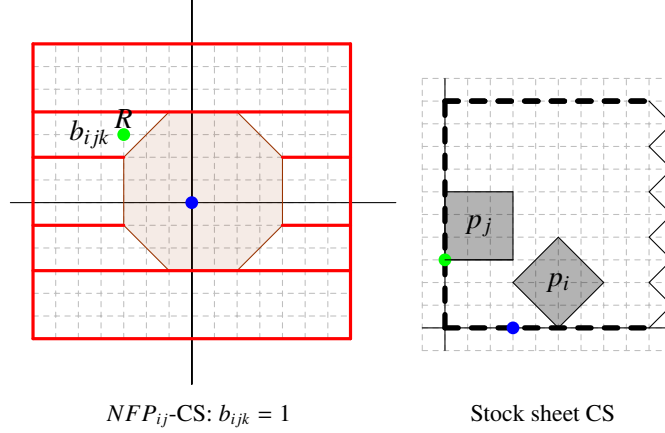 R
b_{ijk}
p_j
p_i
NFP_{ij}-CS: b_{ijk} = 1
Stock sheet CS